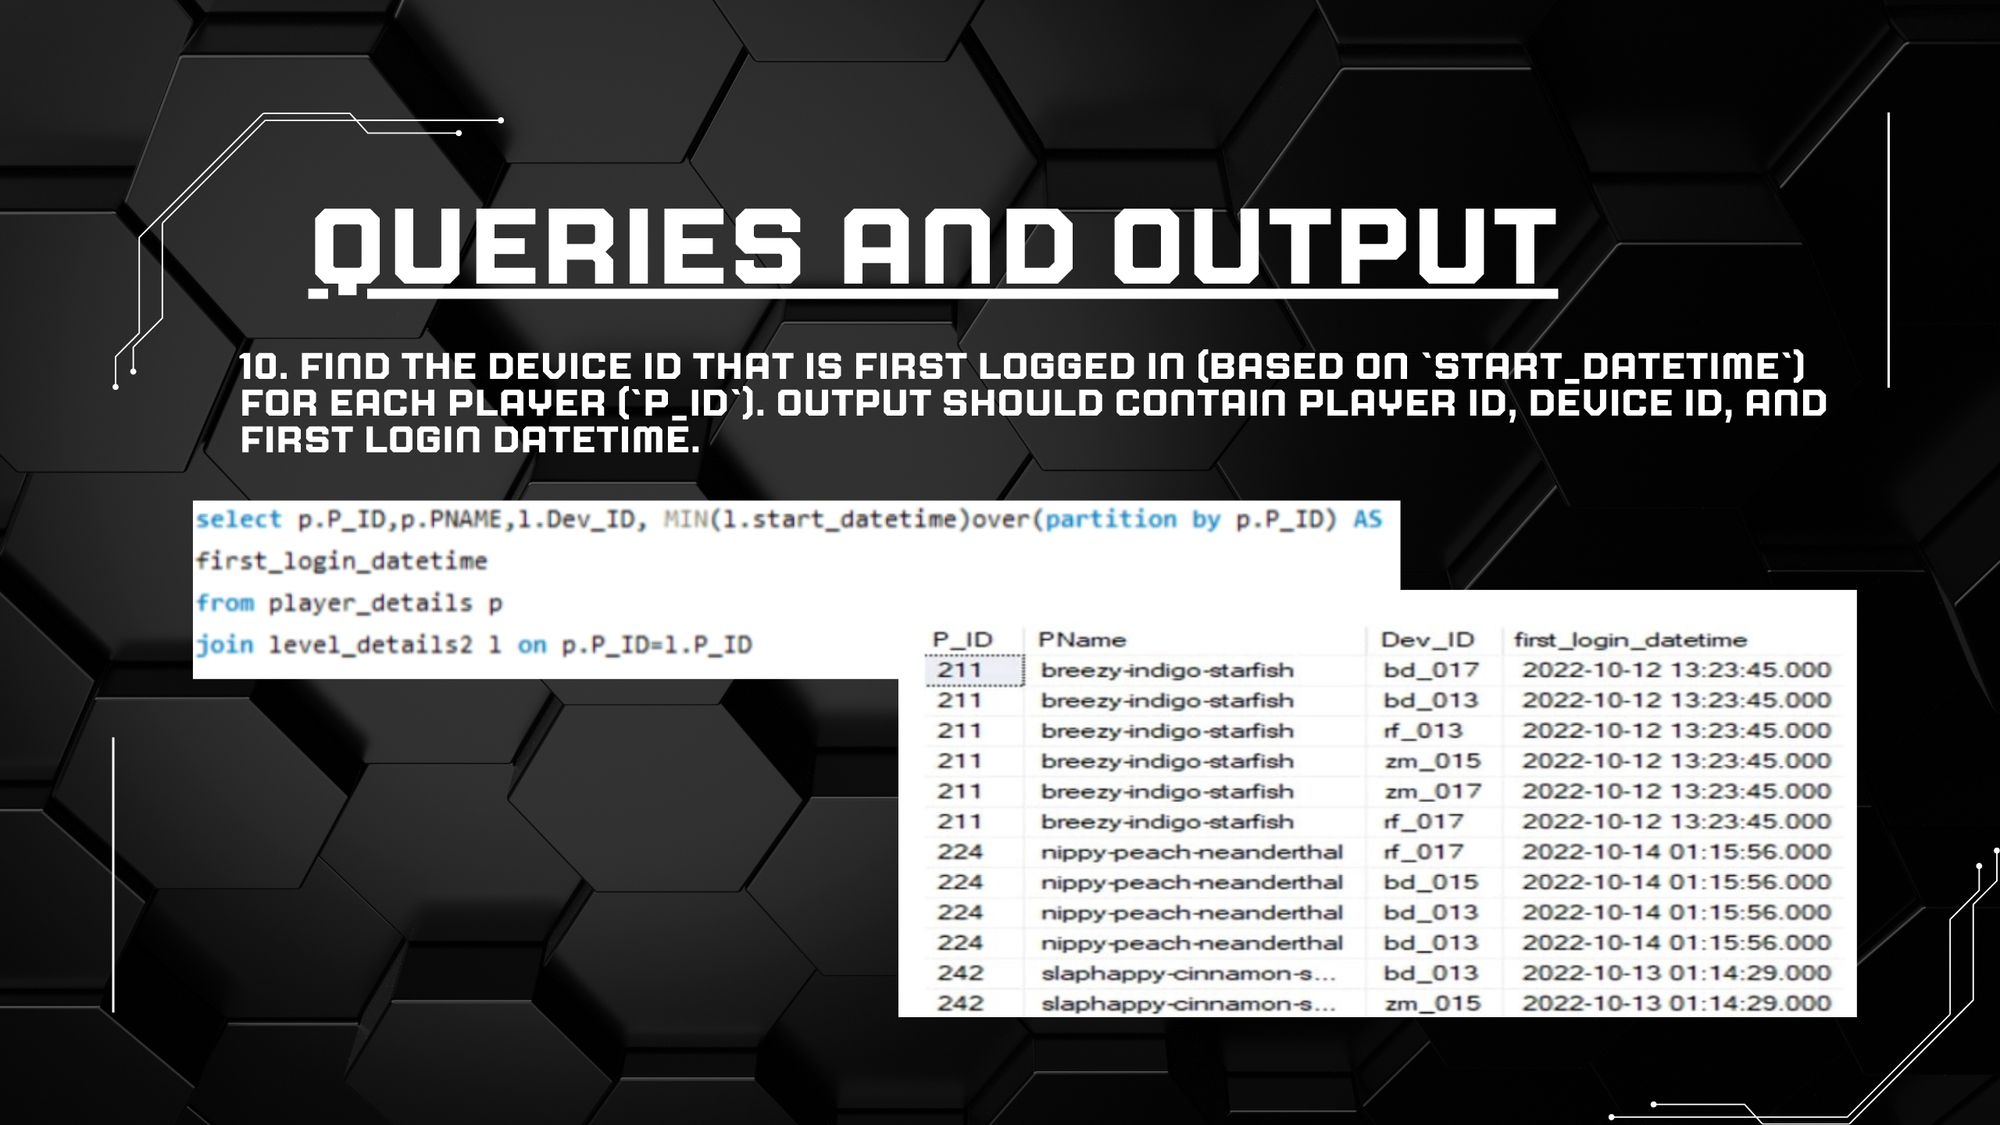 QUERIES AND OUTPUT
10. FIND THE DEVICE ID THAT IS FIRST LOGGED IN (BASED ON `START_DATETIME`)
FOR EACH PLAYER (`P_ID`). OUTPUT SHOULD CONTAIN PLAYER ID, DEVICE ID, AND
FIRST LOGIN DATETIME.
select p.P_ID,p.PNAME,l.Dev_ID, MIN(l.start_datetime)over(partition by p.P_ID) AS
first_login_datetime
from player_details p
join level_details2 l on p.P_ID=l.P_ID
P_ID PName Dev_ID first_login_datetime
211 breezy-indigo-starfish bd_017 2022-10-12 13:23:45.000
211 breezy-indigo-starfish bd_013 2022-10-12 13:23:45.000
211 breezy-indigo-starfish rf_013 2022-10-12 13:23:45.000
211 breezy-indigo-starfish zm_015 2022-10-12 13:23:45.000
211 breezy-indigo-starfish zm_017 2022-10-12 13:23:45.000
211 breezy-indigo-starfish rf_017 2022-10-12 13:23:45.000
224 nippy-peach-neanderthal rf_017 2022-10-14 01:15:56.000
224 nippy-peach-neanderthal bd_015 2022-10-14 01:15:56.000
224 nippy-peach-neanderthal bd_013 2022-10-14 01:15:56.000
224 nippy-peach-neanderthal bd_013 2022-10-14 01:15:56.000
242 slaphappy-cinnamon-s... bd_013 2022-10-13 01:14:29.000
242 slaphappy-cinnamon-s... zm_015 2022-10-13 01:14:29.000